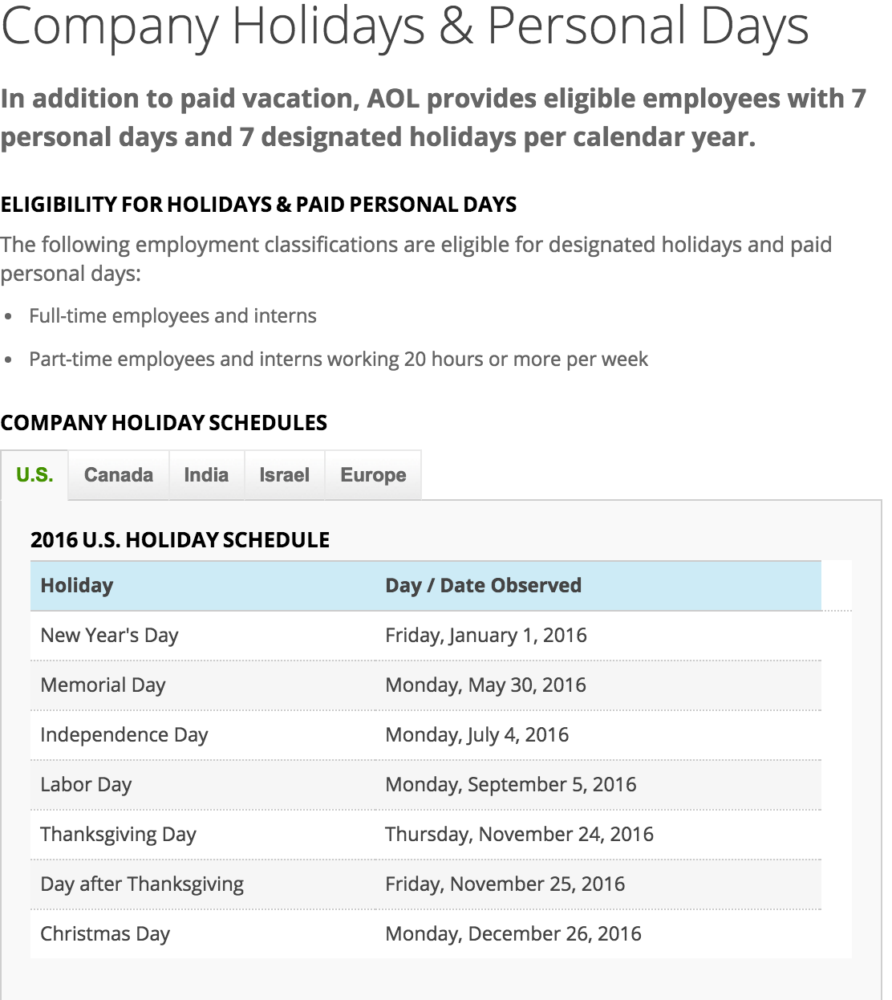 Company Holidays & Personal Days
In addition to paid vacation, AOL provides eligible employees with 7
personal days and 7 designated holidays per calendar year.
ELIGIBILITY FOR HOLIDAYS & PAID PERSONAL DAYS
The following employment classifications are eligible for designated holidays and paid
personal days:
• Full-time employees and interns
• Part-time employees and interns working 20 hours or more per week
COMPANY HOLIDAY SCHEDULES
U.S. Canada India Israel Europe
2016 U.S. HOLIDAY SCHEDULE
Holiday Day / Date Observed
New Year's Day Friday, January 1, 2016
Memorial Day Monday, May 30, 2016
Independence Day Monday, July 4, 2016
Labor Day Monday, September 5, 2016
Thanksgiving Day Thursday, November 24, 2016
Day after Thanksgiving Friday, November 25, 2016
Christmas Day Monday, December 26, 2016